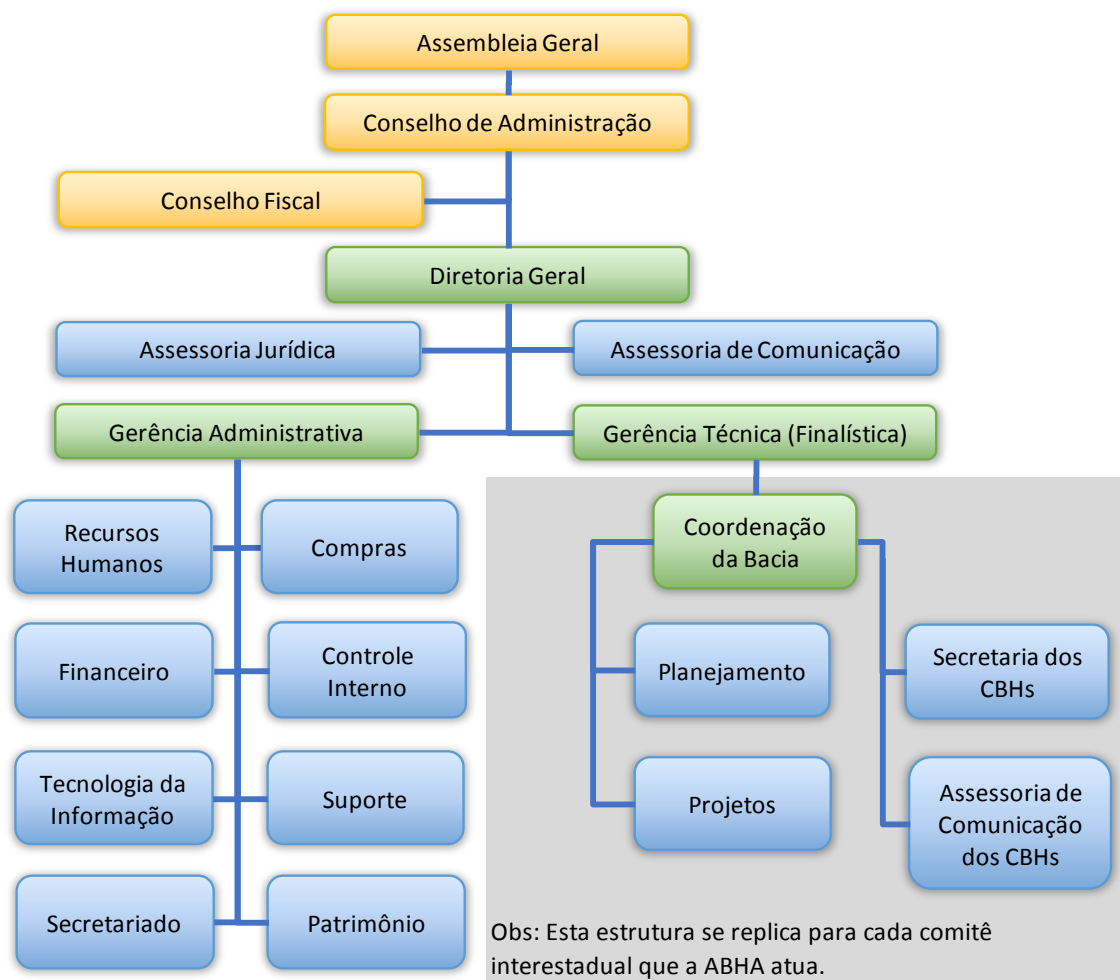 Assembleia Geral
Conselho de Administração
Conselho Fiscal
Diretoria Geral
Assessoria Jurídica
Assessoria de Comunicação
Gerência Administrativa
Gerência Técnica (Finalística)
Recursos
Humanos
Compras
Financeiro
Controle
Interno
Tecnologia da
Informação
Suporte
Secretariado
Patrimônio
Coordenação
da Bacia
Planejamento
Secretaria dos
CBHs
Projetos
Assessoria de
Comunicação
dos CBHs
Obs: Esta estrutura se replica para cada comitê
interestadual que a ABHA atua.